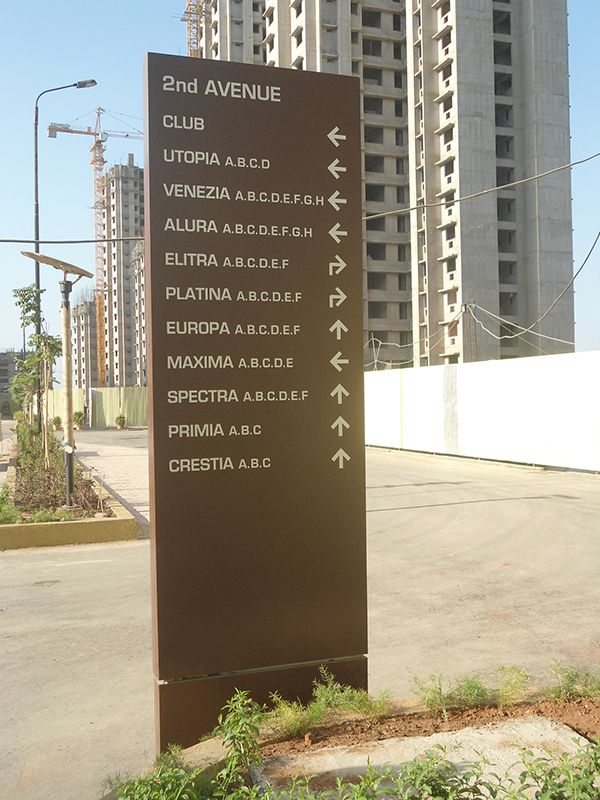 2nd AVENUE
CLUB ←
UTOPIA A.B.C.D ←
VENEZIA A.B.C.D.E.F.G.H ←
ALURA A.B.C.D.E.F.G.H ←
ELITRA A.B.C.D.E.F ↱
PLATINA A.B.C.D.E.F ↱
EUROPA A.B.C.D.E.F ↑
MAXIMA A.B.C.D.E ←
SPECTRA A.B.C.D.E.F ↑
PRIMIA A.B.C ↑
CRESTIA A.B.C ↑